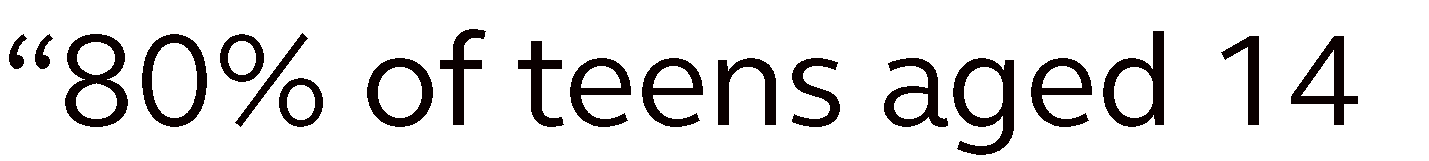 “80% of teens aged 14